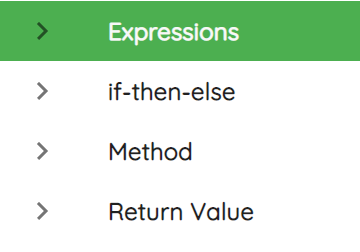 Expressions
if-then-else
Method
Return Value